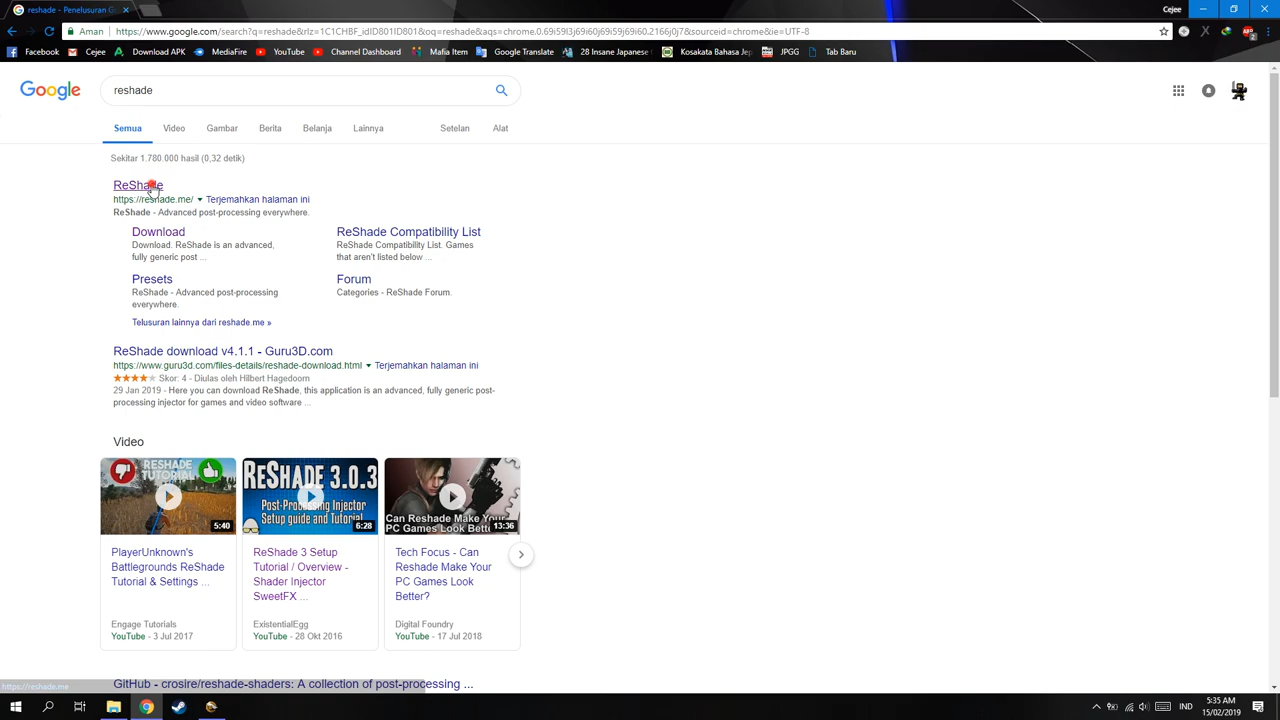 reshade - Penelusuran G
Cejee
Aman
https://www.google.com/search?q=reshade&rlz=1C1CHBF_idID801ID801&oq=reshade&aqs=chrome.0.69i59l3j69i60j69i59j69i60.2166j0j7&sourceid=chrome&ie=UTF-8
Facebook Cejee Download APK MediaFire YouTube Channel Dashboard Mafia Item Google Translate 28 Insane Japanese Kosakata Bahasa Jep JPGG Tab Baru
Google
reshade
Semua Video Gambar Berita Belanja Lainnya Setelan Alat
Sekitar 1.780.000 hasil (0,32 detik)
ReShade
https://reshade.me/ Terjemahkan halaman ini
ReShade - Advanced post-processing everywhere.
Download
Download. ReShade is an advanced,
fully generic post ...
ReShade Compatibility List
ReShade Compatibility List. Games
that aren't listed below ...
Presets
ReShade - Advanced post-processing
everywhere.
Forum
Categories - ReShade Forum.
Telusuran lainnya dari reshade.me »
ReShade download v4.1.1 - Guru3D.com
https://www.guru3d.com/files-details/reshade-download.html Terjemahkan halaman ini
Skor: 4 - Diulas oleh Hilbert Hagedoorn
29 Jan 2019 - Here you can download ReShade, this application is an advanced, fully generic post-
processing injector for games and video software ...
Video
RESHADE
TUTORIAL
5:40
PlayerUnknown's
Battlegrounds ReShade
Tutorial & Settings ...
Engage Tutorials
YouTube - 3 Jul 2017
RESHADE 3.0.3
Post-Processing Injector
Setup guide and Tutorial
6:28
ReShade 3 Setup
Tutorial / Overview -
Shader Injector
SweetFX ...
ExistentialEgg
YouTube - 28 Okt 2016
Can Reshade Make Your
PC Games Look Better
13:36
Tech Focus - Can
Reshade Make Your
PC Games Look
Better?
Digital Foundry
YouTube - 17 Jul 2018
GitHub - crosire/reshade-shaders: A collection of post-processing ...
https://reshade.me
IND
5:35 AM
15/02/2019